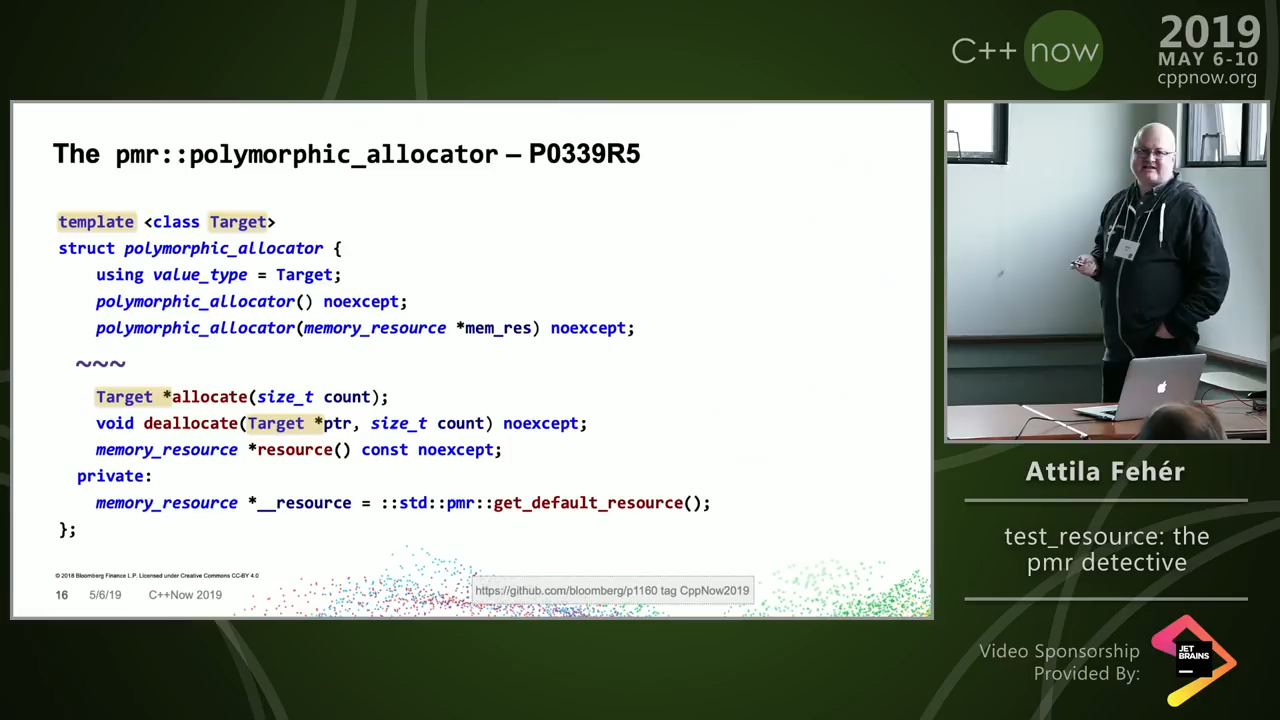 C++ now
2019
MAY 6-10
cppnow.org
The pmr::polymorphic_allocator – P0339R5
template <class Target>
struct polymorphic_allocator {
using value_type = Target;
polymorphic_allocator() noexcept;
polymorphic_allocator(memory_resource *mem_res) noexcept;
~~~
Target *allocate(size_t count);
void deallocate(Target *ptr, size_t count) noexcept;
memory_resource *resource() const noexcept;
private:
memory_resource *__resource = ::std::pmr::get_default_resource();
};
© 2018 Bloomberg Finance L.P. Licensed under Creative Commons CC-BY 4.0
16 5/6/19 C++Now 2019
https://github.com/bloomberg/p1160 tag CppNow2019
Attila Fehér
test_resource: the
pmr detective
Video Sponsorship
Provided By:
JET
BRAINS